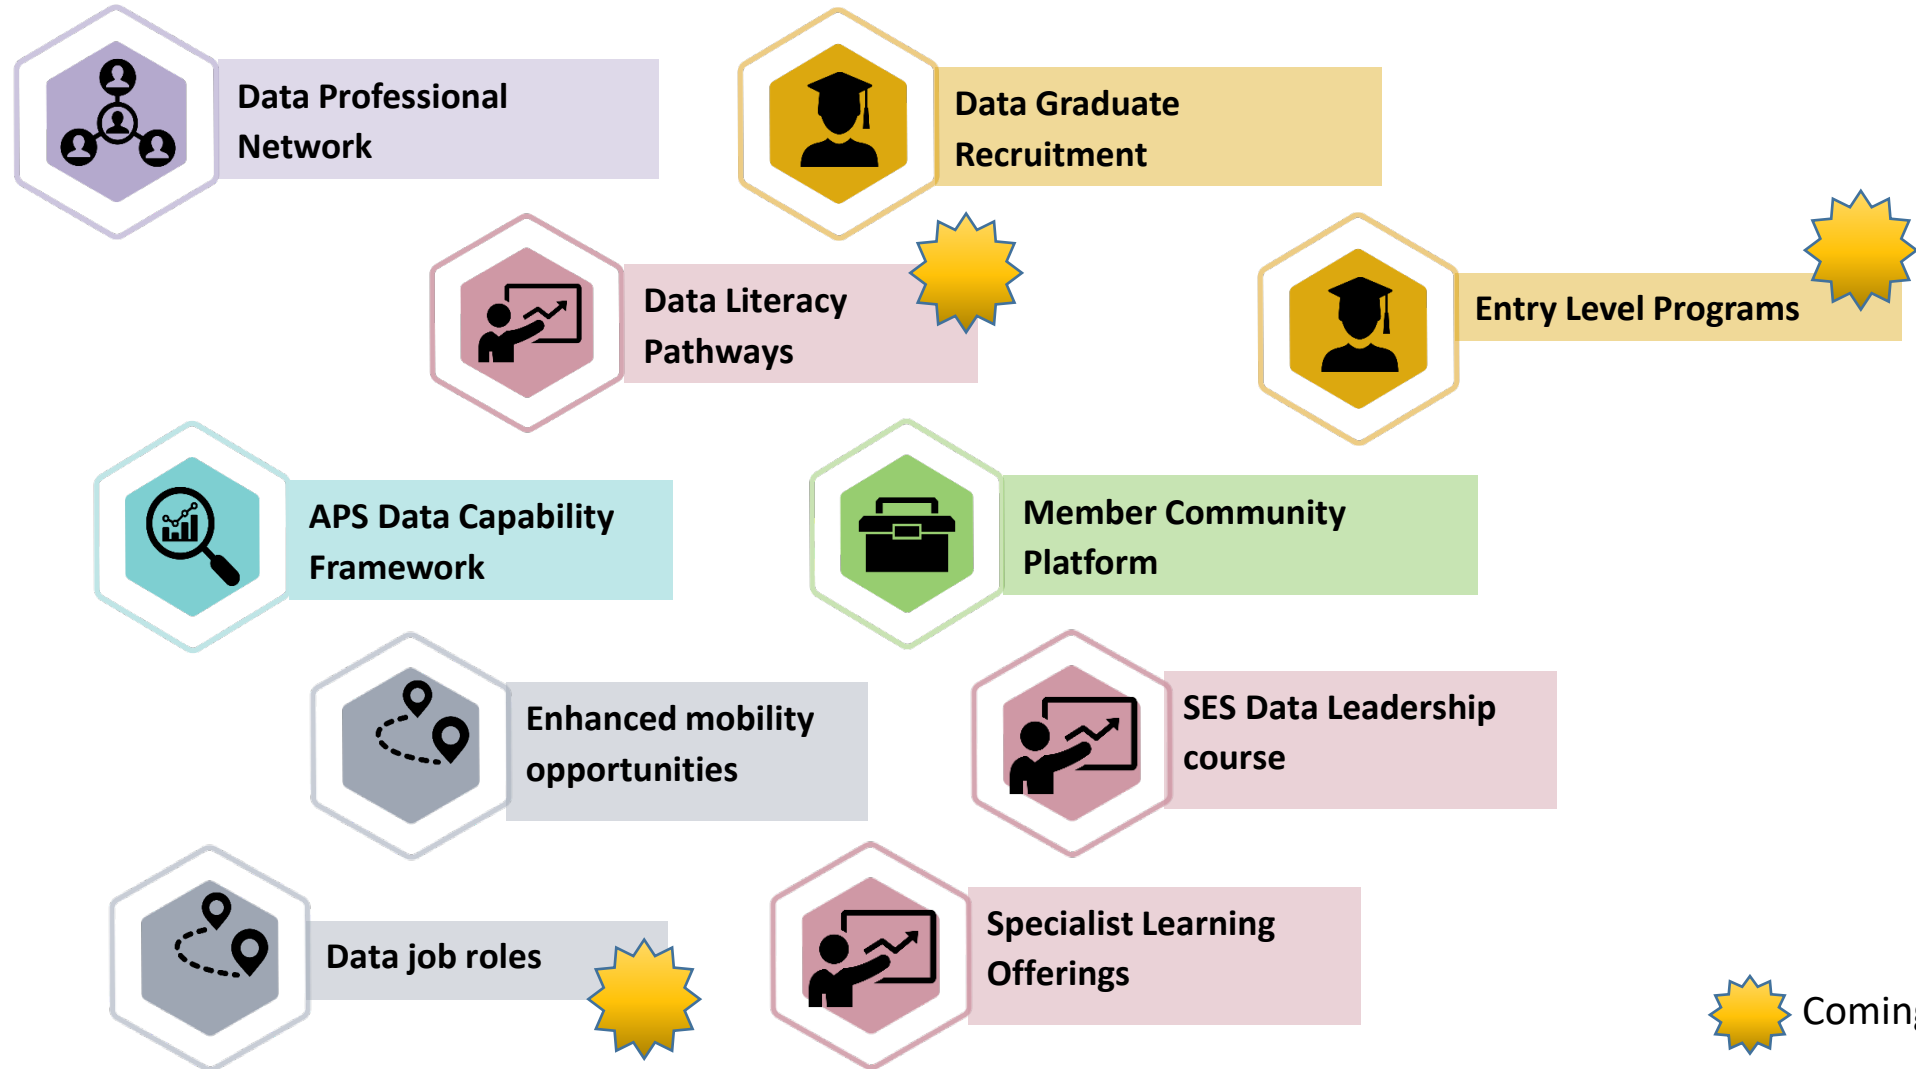 Data Professional
Network
Data Graduate
Recruitment
Data Literacy
Pathways
Entry Level Programs
APS Data Capability
Framework
Member Community
Platform
Enhanced mobility
opportunities
SES Data Leadership
course
Data job roles
Specialist Learning
Offerings